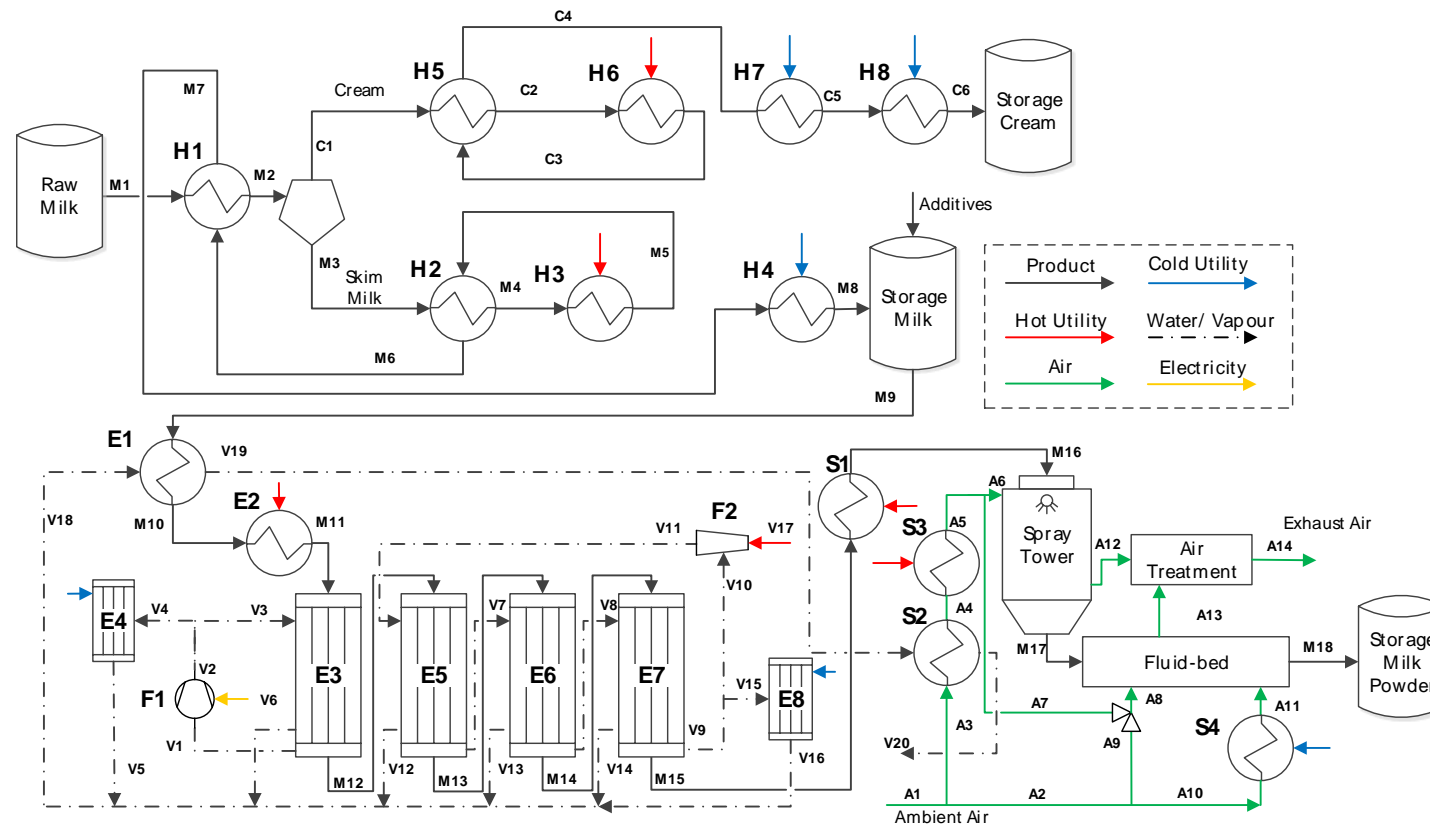 C4
H5
H6
H7
H8
M7
Cream
C2
C5
C6
Storage
Cream
H1
C1
C3
Raw
Milk
M1
M2
Additives
M3
Skim
Milk
H2
M4
H3
M5
H4
M8
Storage
Milk
Product
Cold Utility
Hot Utility
Water/ Vapour
Air
Electricity
M6
M9
E1
V19
M16
S1
E2
V18
M10
M11
V11
F2
V17
S3
A5
A6
Spray
Tower
A12
Air
Treatment
Exhaust Air
A14
V10
V4
V3
V7
V8
A4
S2
E4
A13
M17
Fluid-bed
M18
Storage
Milk
Powder
V2
E3
E5
E6
E7
V15
E8
F1
V6
V1
V9
A3
A7
A8
A9
A11
S4
V5
V12
V13
V14
V16
V20
M12
M13
M14
M15
A1
A2
A10
Ambient Air